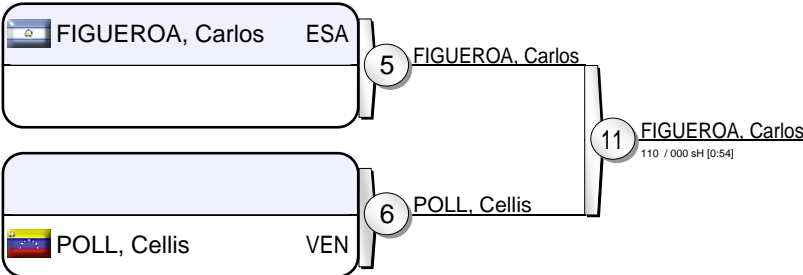 FIGUEROA, Carlos ESA
5
FIGUEROA, Carlos
11
FIGUEROA, Carlos
110 / 000 sH [0:54]
6
POLL, Cellis
POLL, Cellis VEN